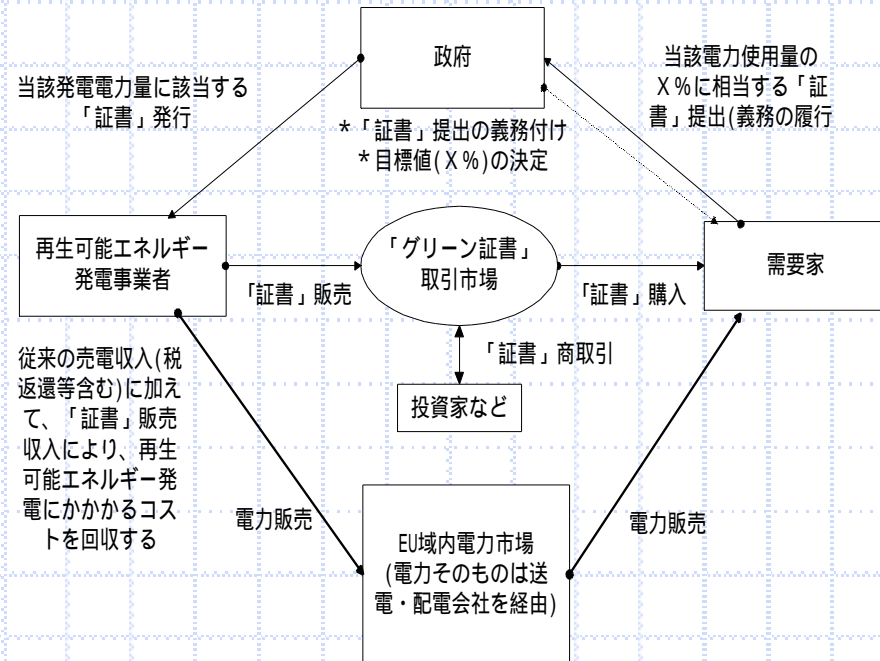 政府
当該発電電力量に該当する
「証書」発行
当該電力使用量の
X%に相当する「証
書」提出(義務の履行
*「証書」提出の義務付け
*目標値(X%)の決定
再生可能エネルギー
発電事業者
「グリーン証書」
取引市場
需要家
「証書」販売
「証書」購入
「証書」商取引
投資家など
従来の売電収入(税
返還等含む)に加え
て、「証書」販売
収入により、再生
可能エネルギー発
電にかかかるコス
トを回収する
電力販売
電力販売
EU域内電力市場
(電力そのものは送
電・配電会社を経由)